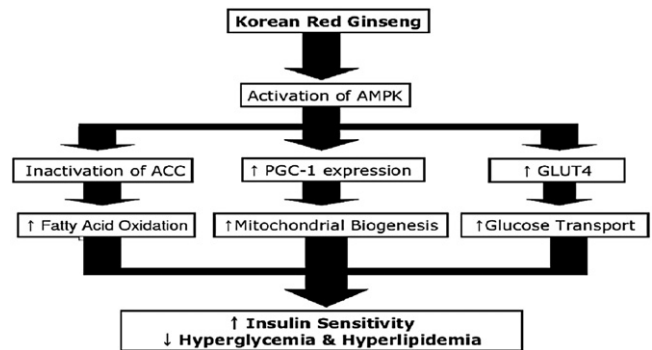 Korean Red Ginseng
Activation of AMPK
Inactivation of ACC
↑ PGC-1 expression
↑ GLUT4
↑ Fatty Acid Oxidation
↑Mitochondrial Biogenesis
↑Glucose Transport
↑ Insulin Sensitivity
↓ Hyperglycemia & Hyperlipidemia